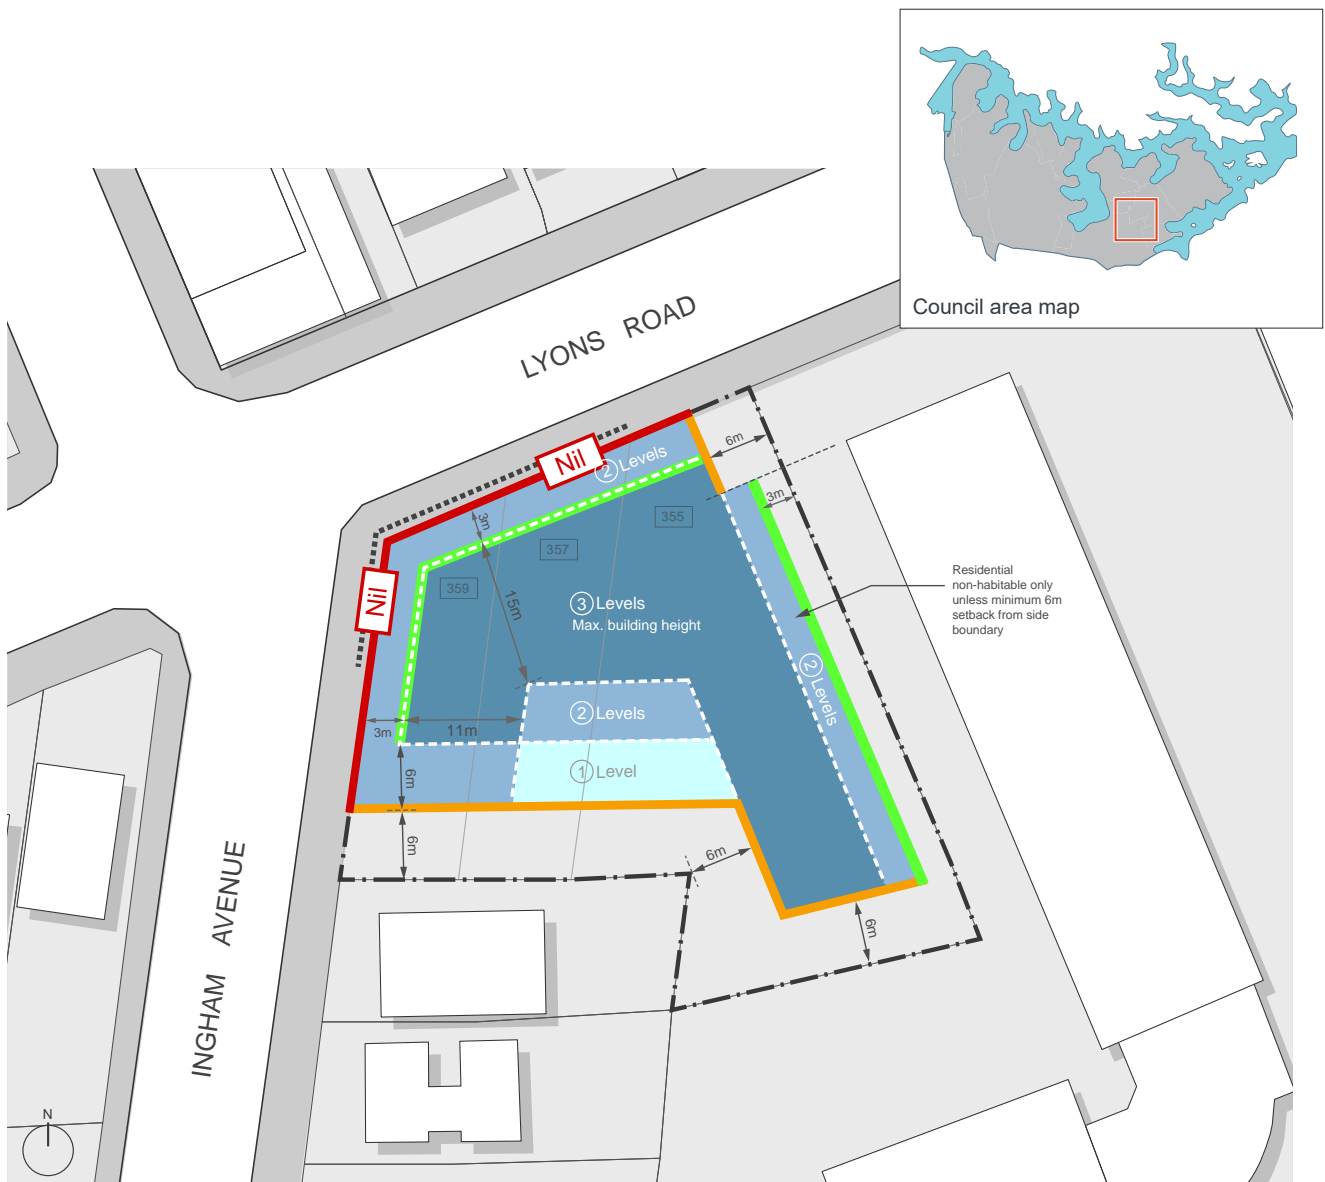 Council area map
LYONS ROAD
Nil
2 Levels
6m
3m
3m
355
357
359
15m
Nil
3 Levels
Max. building height
Residential
non-habitable only
unless minimum 6m
setback from side
boundary
2 Levels
2 Levels
3m
11m
1 Level
6m
6m
6m
6m
INGHAM AVENUE
N